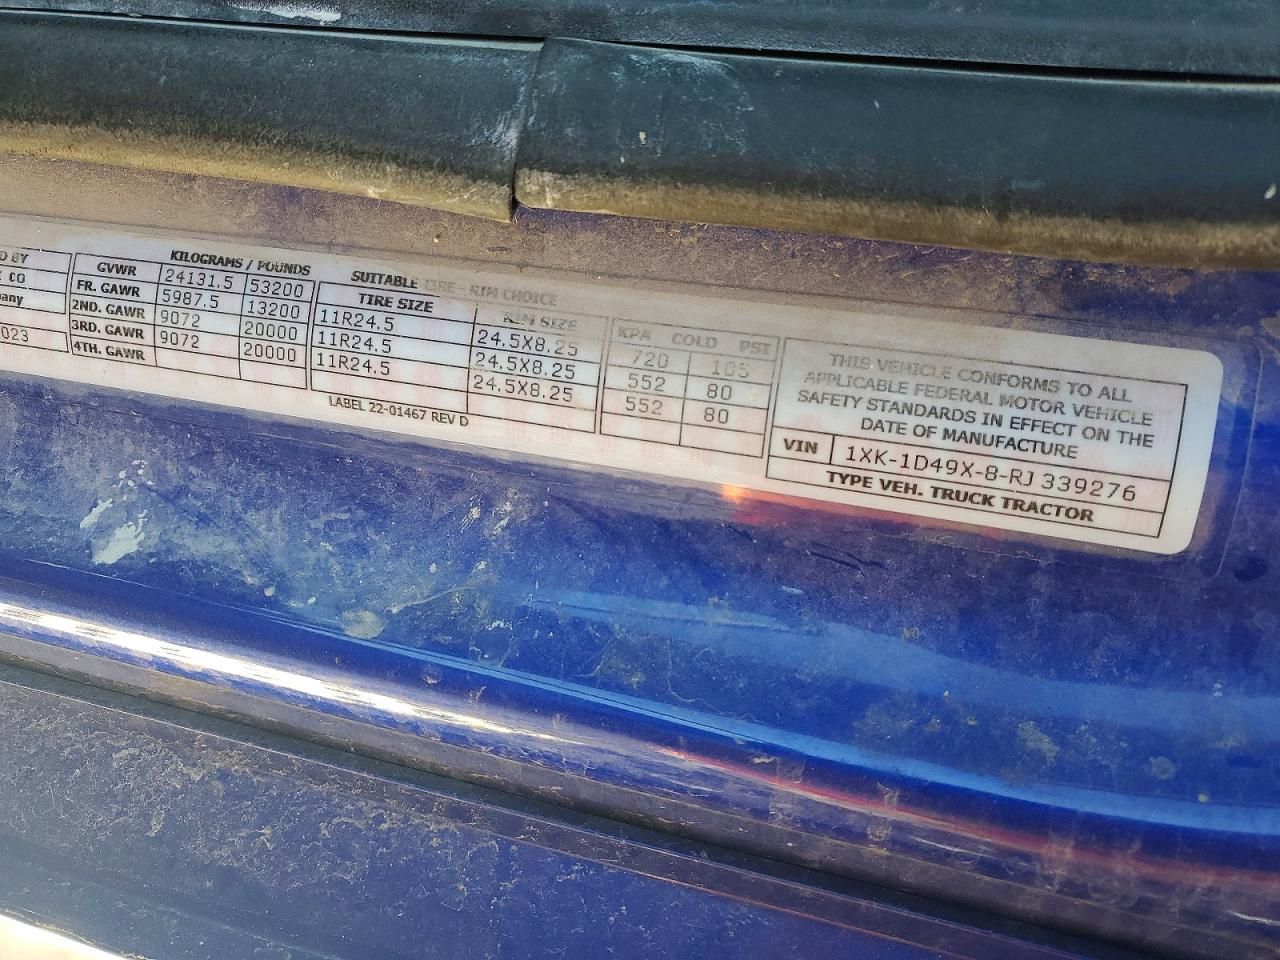 D BY
CO
pany
023
KILOGRAMS / POUNDS
GVWR 24131.5 53200
FR. GAWR 5987.5 13200
2ND. GAWR 9072 20000
3RD. GAWR 9072 20000
4TH. GAWR
SUITABLE TIRE - RIM CHOICE
TIRE SIZE RIM SIZE
11R24.5 24.5X8.25
11R24.5 24.5X8.25
11R24.5 24.5X8.25
KPA COLD PSI
720 105
552 80
552 80
LABEL 22-01467 REV D
THIS VEHICLE CONFORMS TO ALL
APPLICABLE FEDERAL MOTOR VEHICLE
SAFETY STANDARDS IN EFFECT ON THE
DATE OF MANUFACTURE
VIN 1XK-1D49X-8-RJ 339276
TYPE VEH. TRUCK TRACTOR